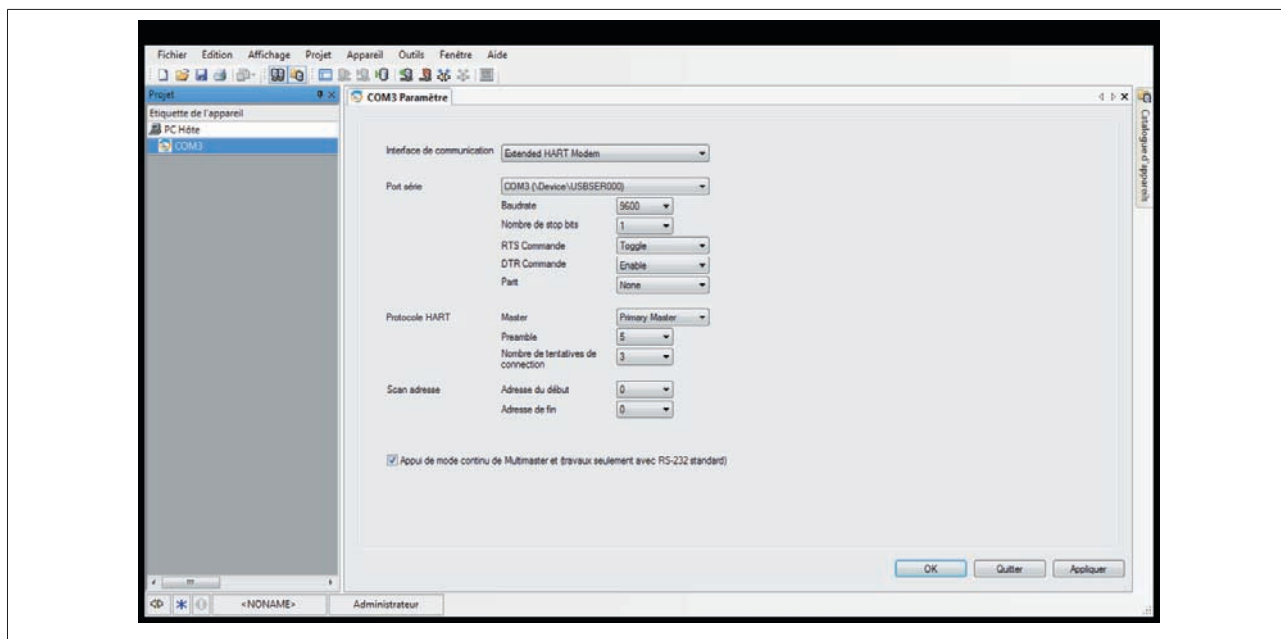 Fichier Edition Affichage Projet Appareil Outils Fenêtre Aide
Projet
COM3 Paramètre
Etiquette de l'appareil
PC Hôte
COM3
Catalogue d'appareils
Interface de communication Extended HART Modem
Port série COM3 (\Device\USBSER000)
Baudrate 9600
Nombre de stop bits 1
RTS Commande Toggle
DTR Commande Enable
Parit None
Protocole HART Master Primary Master
Preamble 5
Nombre de tentatives de connection 3
Scan adresse Adresse du début 0
Adresse de fin 0
Appui de mode continu de Multimaster et (travaux seulement avec RS-232 standard)
OK Quitter Appliquer
<NONAME> Administrateur